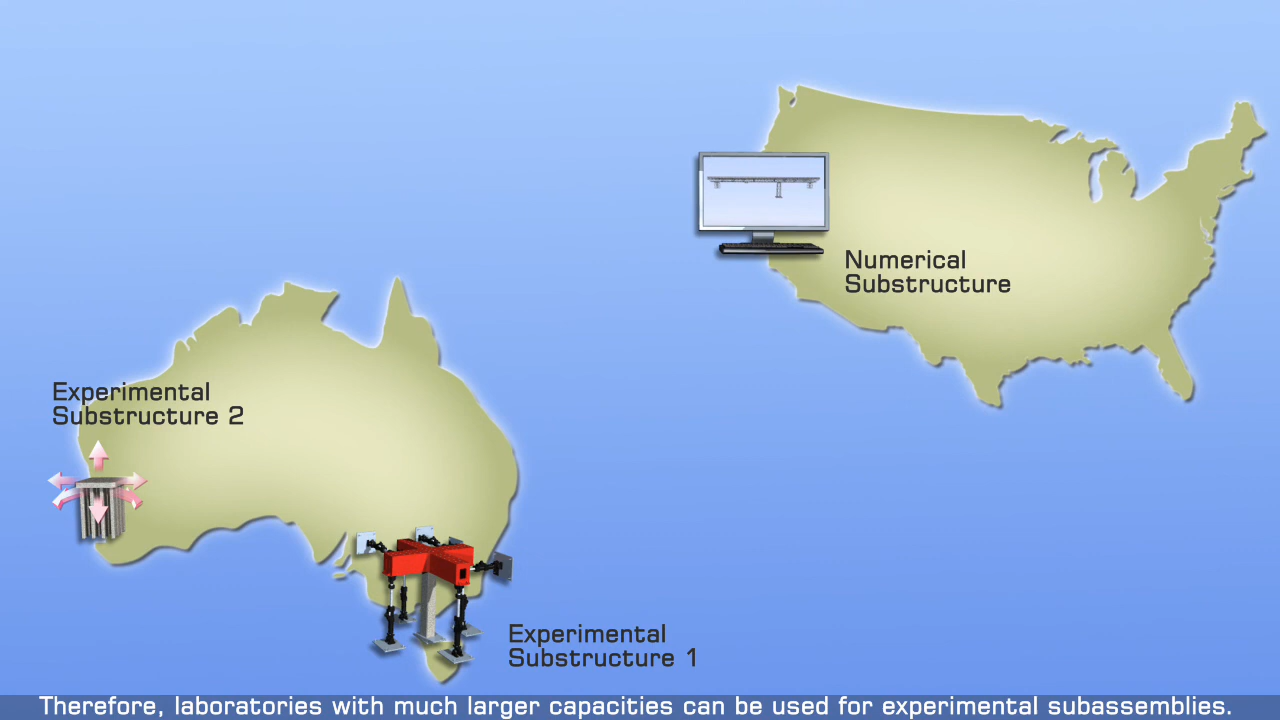 Numerical
Substructure
Experimental
Substructure 2
Experimental
Substructure 1
Therefore, laboratories with much larger capacities can be used for experimental subassemblies.